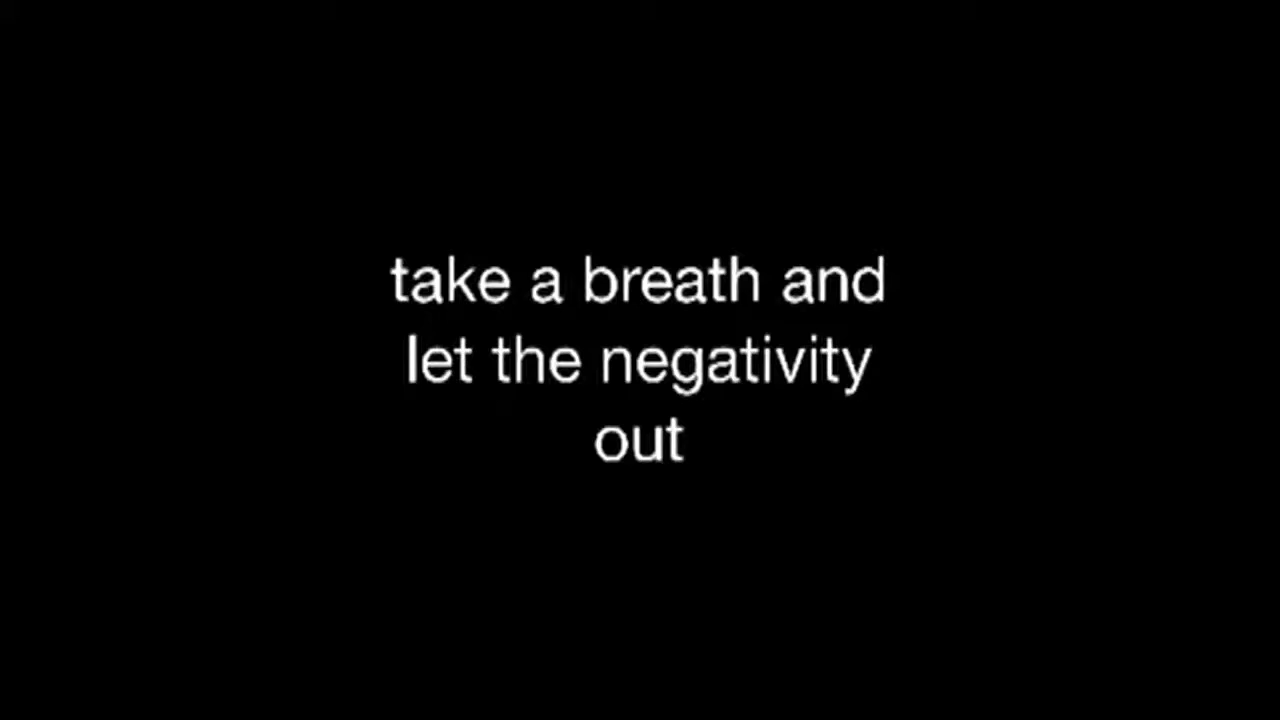 take a breath and
let the negativity
out